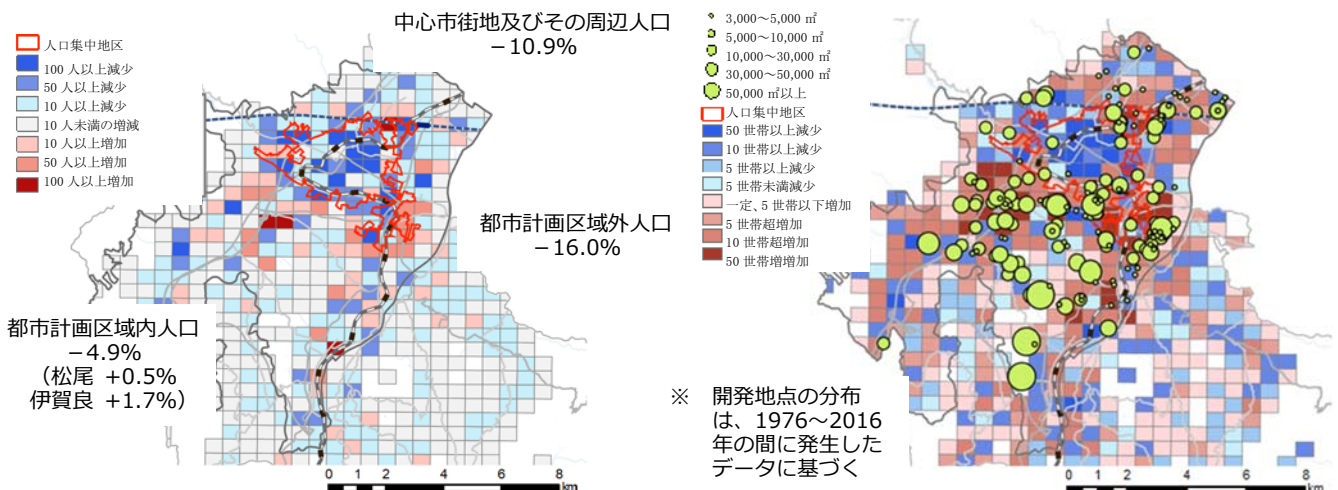 中心市街地及びその周辺人口
－10.9%
人口集中地区
100 人以上減少
50 人以上減少
10 人以上減少
10 人未満の増減
10 人以上増加
50 人以上増加
100 人以上増加
都市計画区域外人口
－16.0%
都市計画区域内人口
－4.9%
（松尾 +0.5%
伊賀良 +1.7%）
0 1 2 4 6 8
km
3,000～5,000 ㎡
5,000～10,000 ㎡
10,000～30,000 ㎡
30,000～50,000 ㎡
50,000 ㎡以上
人口集中地区
50 世帯以上減少
10 世帯以上減少
5 世帯以上減少
5 世帯未満減少
一定、5 世帯以下増加
5 世帯超増加
10 世帯超増加
50 世帯増増加
※ 開発地点の分布
は、1976～2016
年の間に発生した
データに基づく
0 1 2 4 6 8
km